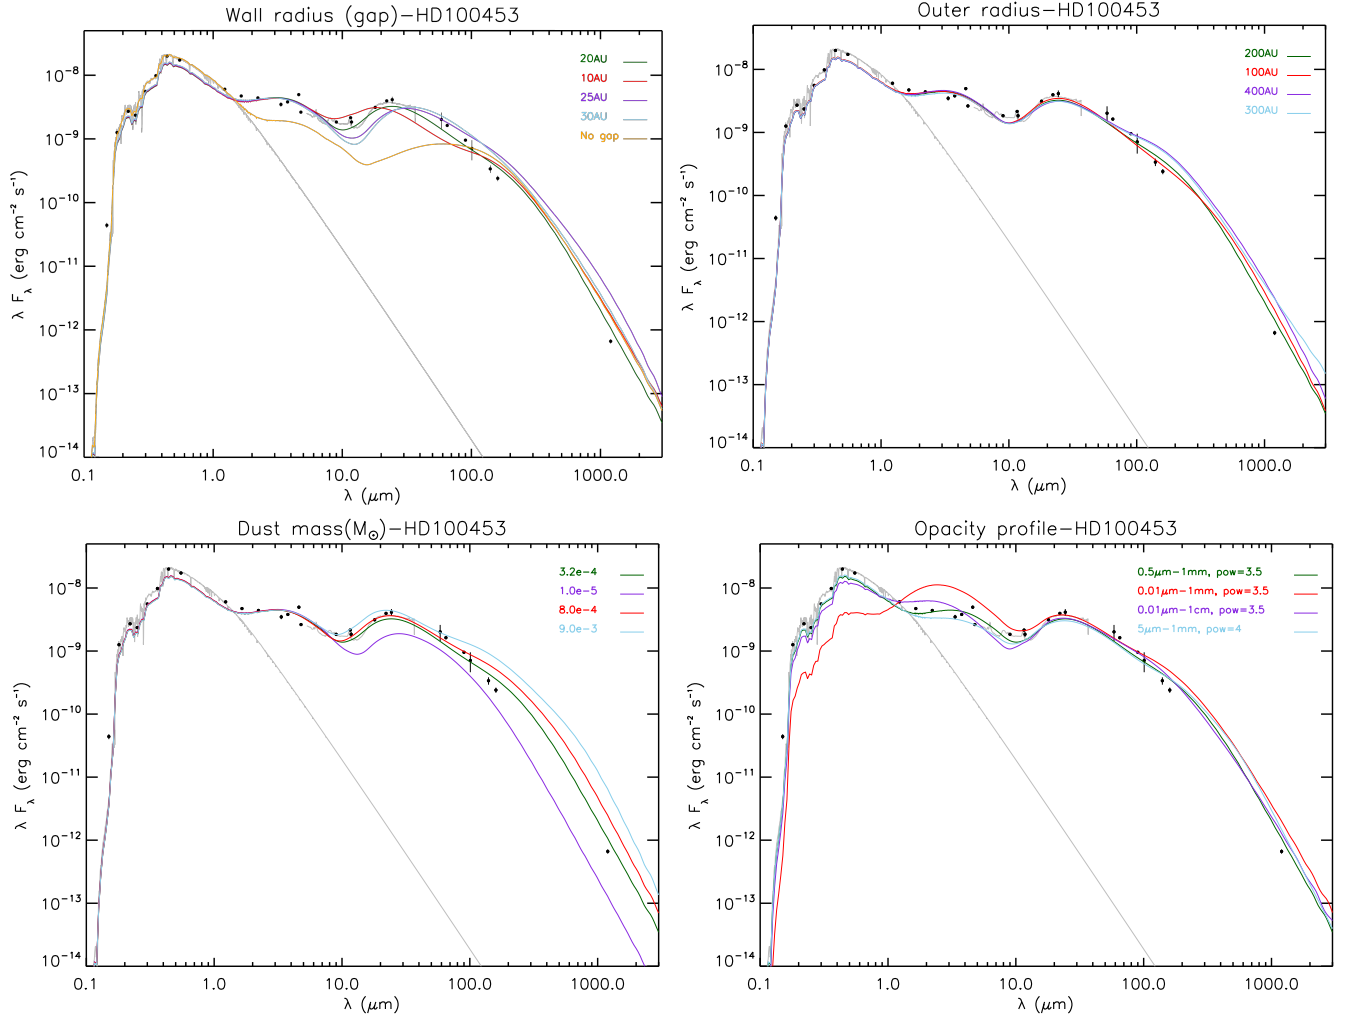 Wall radius (gap)−HD100453
20AU
10AU
25AU
30AU
No gap
10⁻⁸
10⁻⁹
10⁻¹⁰
10⁻¹¹
10⁻¹²
10⁻¹³
10⁻¹⁴
λ F_λ (erg cm⁻² s⁻¹)
0.1 1.0 10.0 100.0 1000.0
λ (μm)
Outer radius−HD100453
200AU
100AU
400AU
300AU
10⁻⁸
10⁻⁹
10⁻¹⁰
10⁻¹¹
10⁻¹²
10⁻¹³
10⁻¹⁴
λ F_λ (erg cm⁻² s⁻¹)
0.1 1.0 10.0 100.0 1000.0
λ (μm)
Dust mass(M⊙)−HD100453
3.2e−4
1.0e−5
8.0e−4
9.0e−3
10⁻⁸
10⁻⁹
10⁻¹⁰
10⁻¹¹
10⁻¹²
10⁻¹³
10⁻¹⁴
λ F_λ (erg cm⁻² s⁻¹)
0.1 1.0 10.0 100.0 1000.0
λ (μm)
Opacity profile−HD100453
0.5μm−1mm, pow=3.5
0.01μm−1mm, pow=3.5
0.01μm−1cm, pow=3.5
5μm−1mm, pow=4
10⁻⁸
10⁻⁹
10⁻¹⁰
10⁻¹¹
10⁻¹²
10⁻¹³
10⁻¹⁴
λ F_λ (erg cm⁻² s⁻¹)
0.1 1.0 10.0 100.0 1000.0
λ (μm)